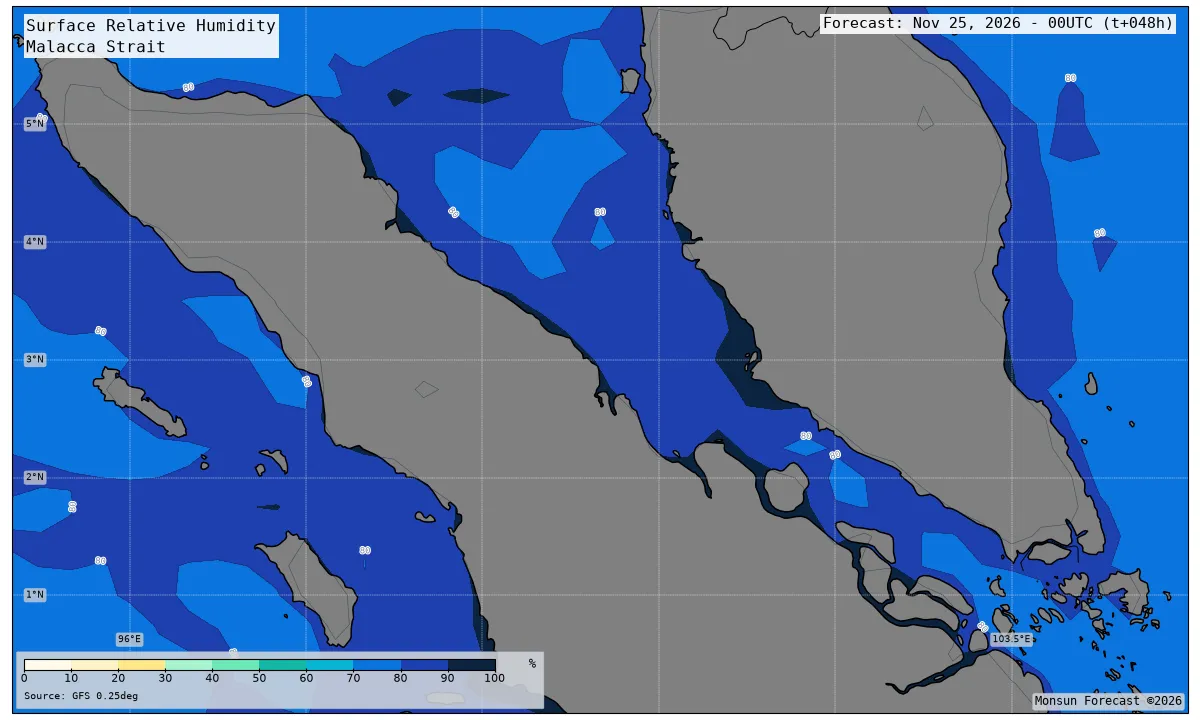 Surface Relative Humidity
Malacca Strait
Forecast: Nov 25, 2026 - 00UTC (t+048h)
80
80
80
5°N
80
80
80
4°N
80
3°N
80
80
80
2°N
80
80
80
1°N
80
96°E
103.5°E
%
0 10 20 30 40 50 60 70 80 90 100
Source: GFS 0.25deg
Monsun Forecast ©2026